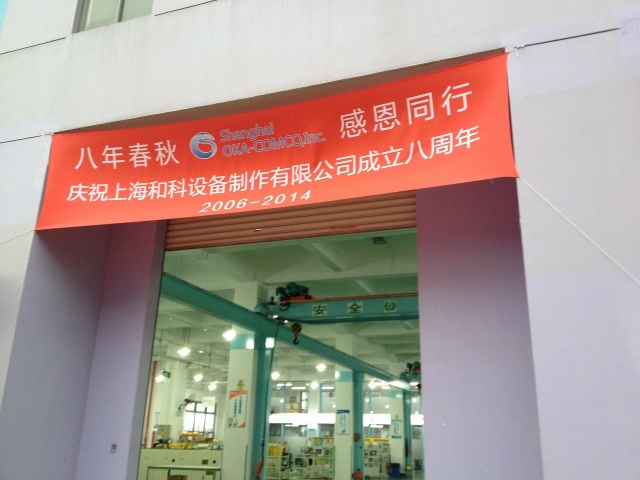 八年春秋 Shanghai OKA-COMCO,Inc. 感恩同行
庆祝上海和科设备制作有限公司成立八周年
2006-2014
安全